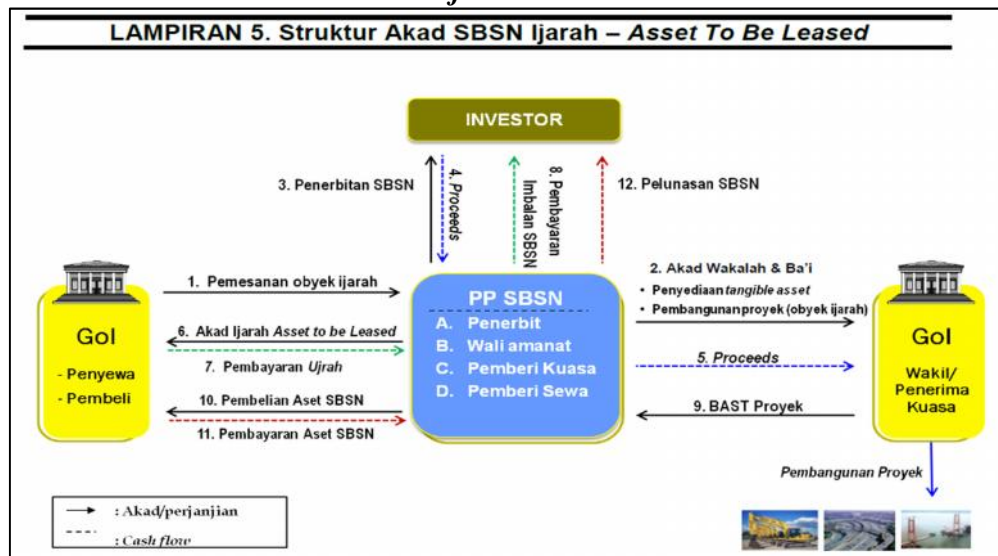 LAMPIRAN 5. Struktur Akad SBSN Ijarah – Asset To Be Leased
INVESTOR
3. Penerbitan SBSN
4. Proceeds
8. Pembayaran
Imbalan SBSN
12. Pelunasan SBSN
1. Pemesanan obyek ijarah
GoI
- Penyewa
- Pembeli
6. Akad Ijarah Asset to be Leased
7. Pembayaran Ujrah
10. Pembelian Aset SBSN
11. Pembayaran Aset SBSN
PP SBSN
A. Penerbit
B. Wali amanat
C. Pemberi Kuasa
D. Pemberi Sewa
2. Akad Wakalah & Ba'i
• Penyediaan tangible asset
• Pembangunan proyek (obyek ijarah)
5. Proceeds
9. BAST Proyek
GoI
Wakil/
Penerima
Kuasa
Pembangunan Proyek
: Akad/perjanjian
: Cash flow